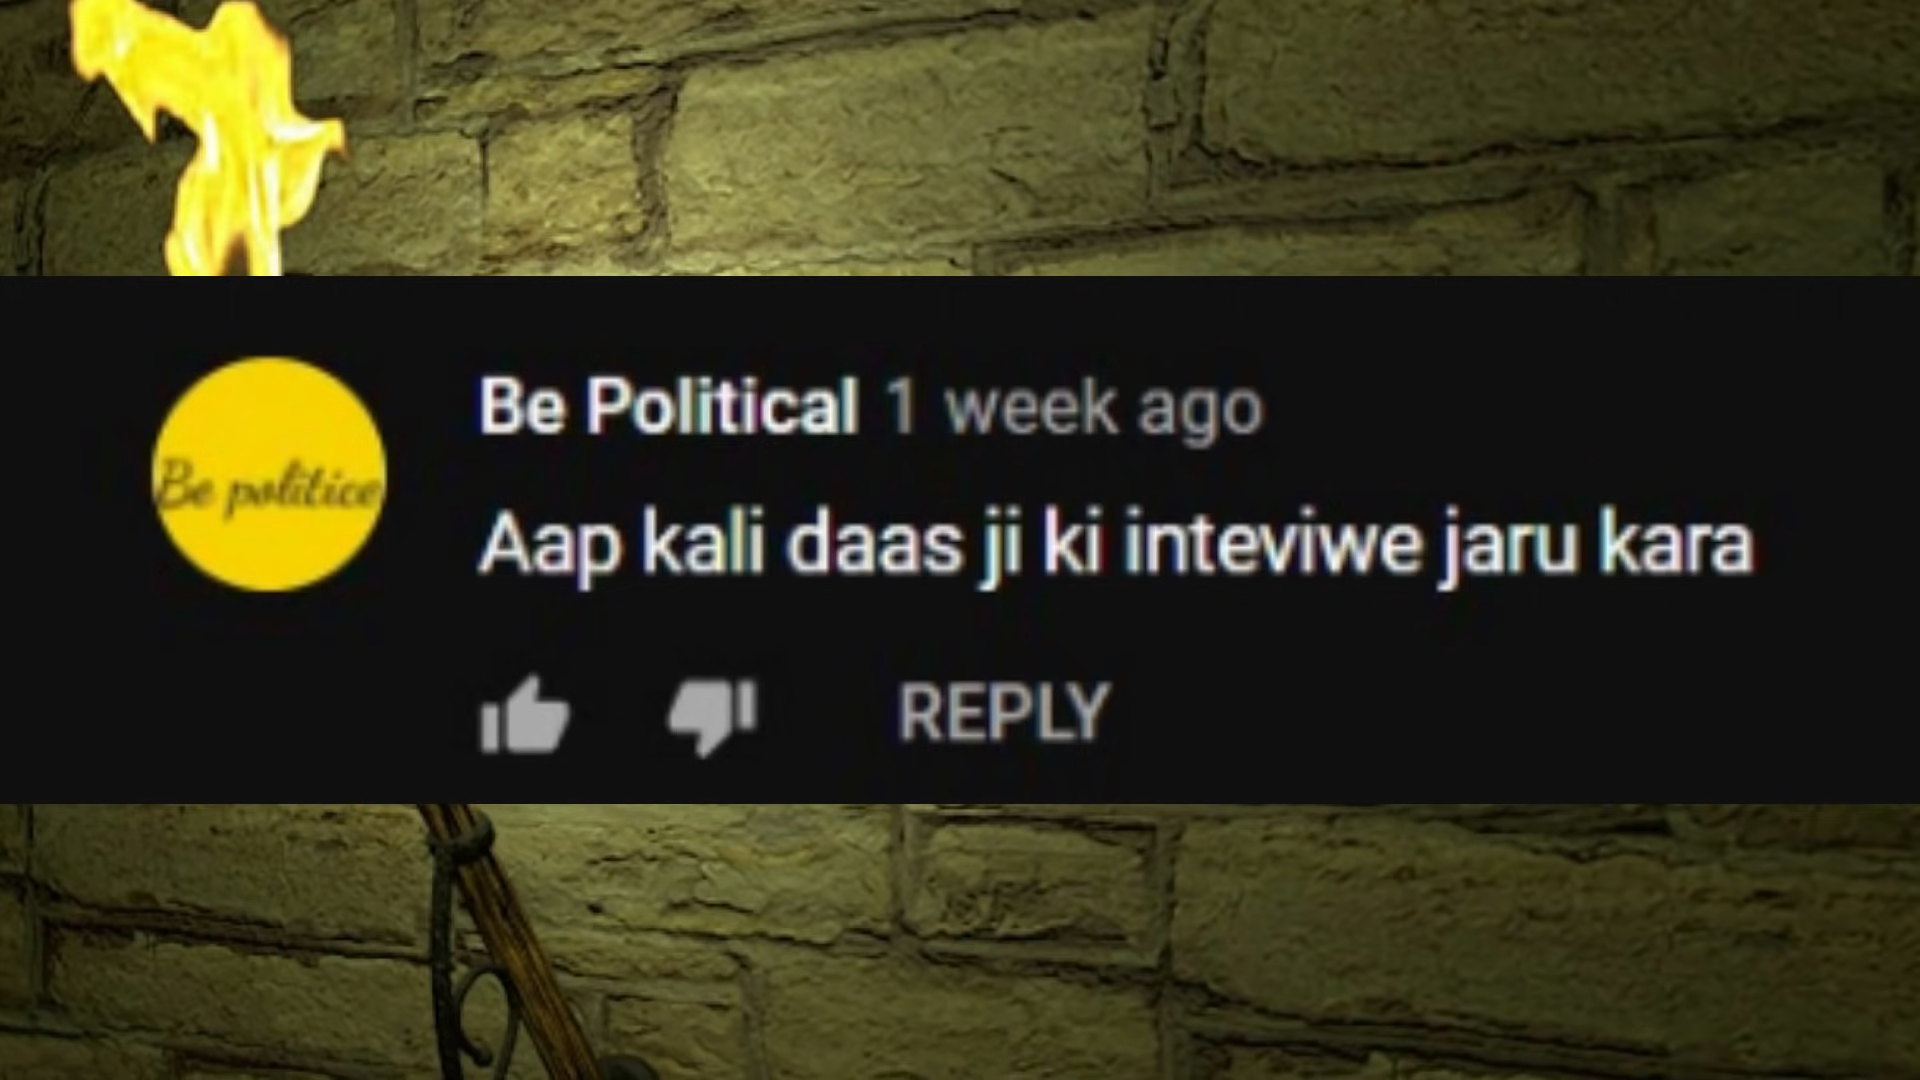 Be Political 1 week ago
Be politice
Aap kali daas ji ki inteviwe jaru kara
REPLY